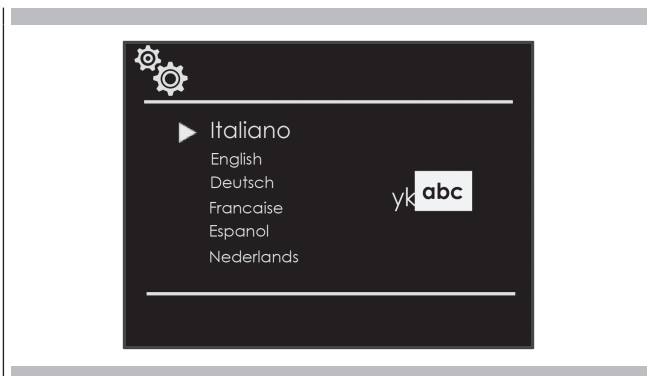 Italiano
English
Deutsch
Francaise
Espanol
Nederlands
yk abc